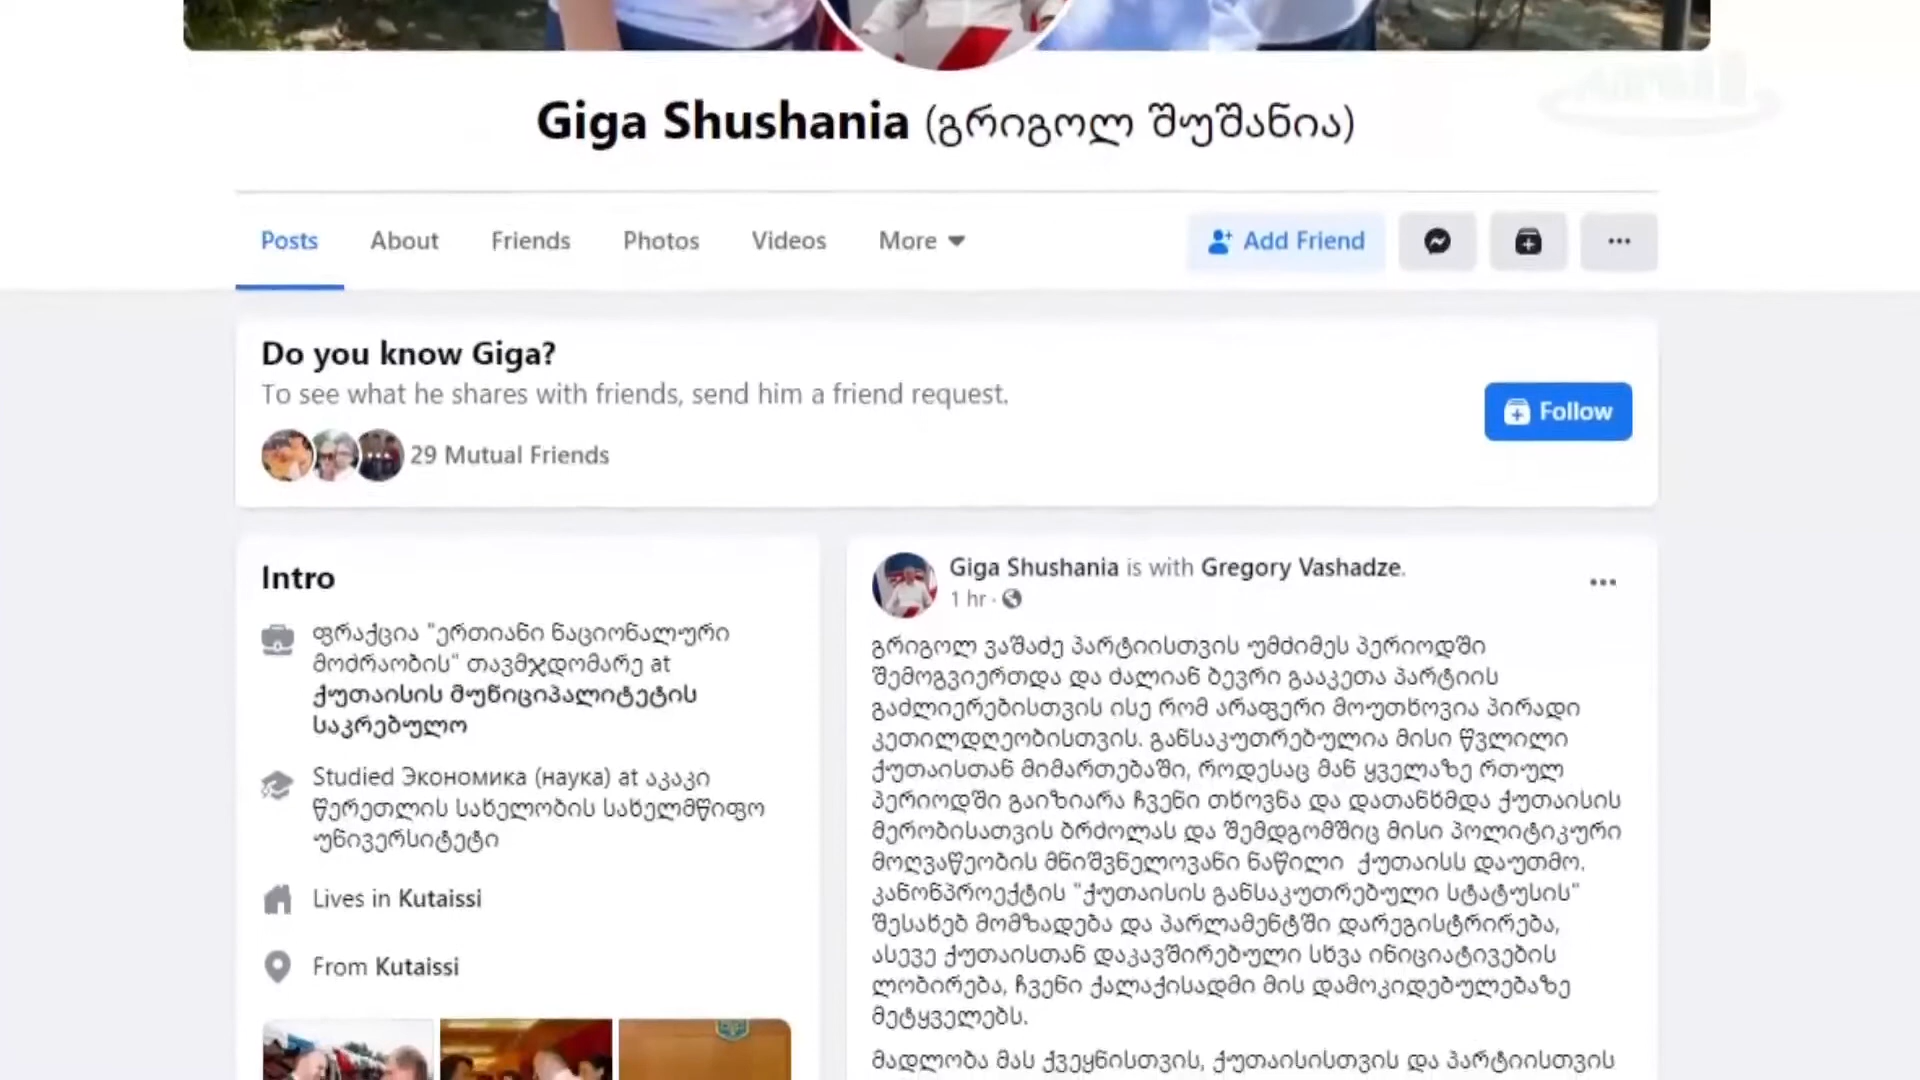 Giga Shushania (გრიგოლ შუშანია)
Posts About Friends Photos Videos More Add Friend
Do you know Giga?
To see what he shares with friends, send him a friend request.
Follow
29 Mutual Friends
Intro
ფრაქცია "ერთიანი ნაციონალური
მოძრაობის" თავმჯდომარე at
ქუთაისის მუნიციპალიტეტის
საკრებულო
Studied Экономика (наука) at აკაკი
წერეთლის სახელობის სახელმწიფო
უნივერსიტეტი
Lives in Kutaissi
From Kutaissi
Giga Shushania is with Gregory Vashadze.
1 hr ·
გრიგოლ ვაშაძე პარტიისთვის უმძიმეს პერიოდში
შემოგვიერთდა და ძალიან ბევრი გააკეთა პარტიის
გაძლიერებისთვის ისე რომ არაფერი მოუთხოვია პირადი
კეთილდღეობისთვის. განსაკუთრებულია მისი წვლილი
ქუთაისთან მიმართებაში, როდესაც მან ყველაზე რთულ
პერიოდში გაიზიარა ჩვენი თხოვნა და დათანხმდა ქუთაისის
მერობისათვის ბრძოლას და შემდგომშიც მისი პოლიტიკური
მოღვაწეობის მნიშვნელოვანი ნაწილი ქუთაისს დაუთმო.
კანონპროექტის "ქუთაისის განსაკუთრებული სტატუსის"
შესახებ მომზადება და პარლამენტში დარეგისტრირება,
ასევე ქუთაისთან დაკავშირებული სხვა ინიციატივების
ლობირება, ჩვენი ქალაქისადმი მის დამოკიდებულებაზე
მეტყველებს.
მადლობა მას ქვეყნისთვის, ქუთაისისთვის და პარტიისთვის